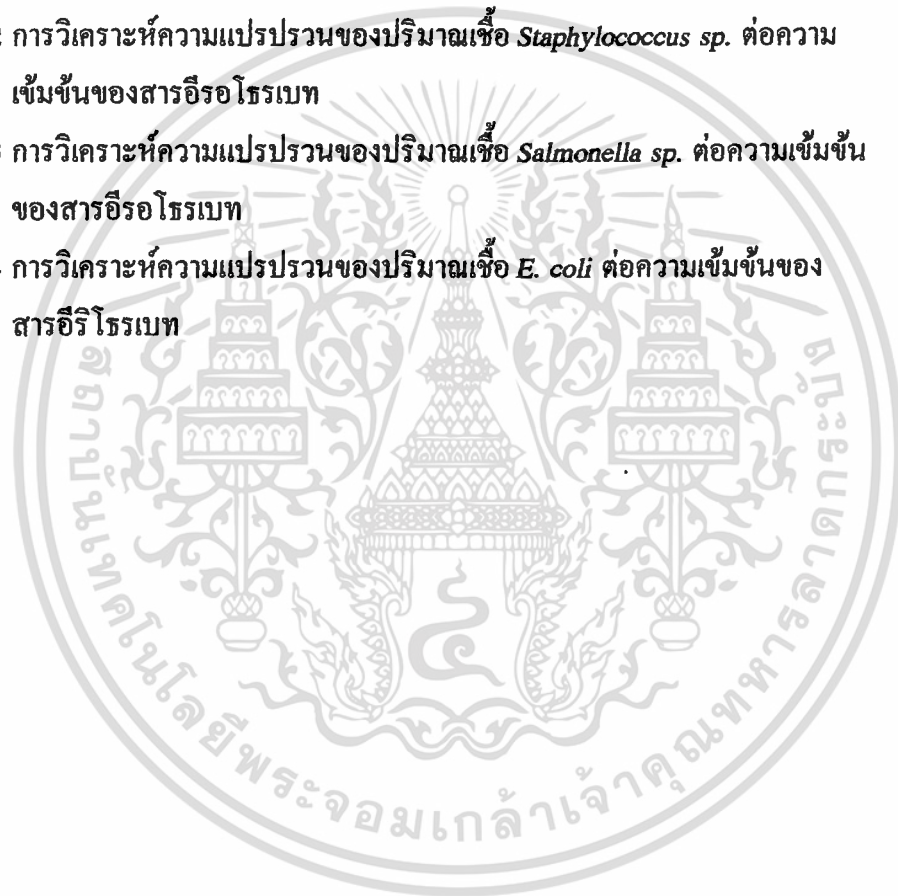 การวิเคราะห์ความแปรปรวนของปริมาณเชื้อ Staphylococcus sp. ต่อความ
เข้มข้นของสารอีรอโธรเบท
การวิเคราะห์ความแปรปรวนของปริมาณเชื้อ Salmonella sp. ต่อความเข้มข้น
ของสารอีรอโธรเบท
การวิเคราะห์ความแปรปรวนของปริมาณเชื้อ E. coli ต่อความเข้มข้นของ
สารอีริโธรเบท
สถาบันเทคโนโลยีพระจอมเกล้าเจ้าคุณทหารลาดกระบัง